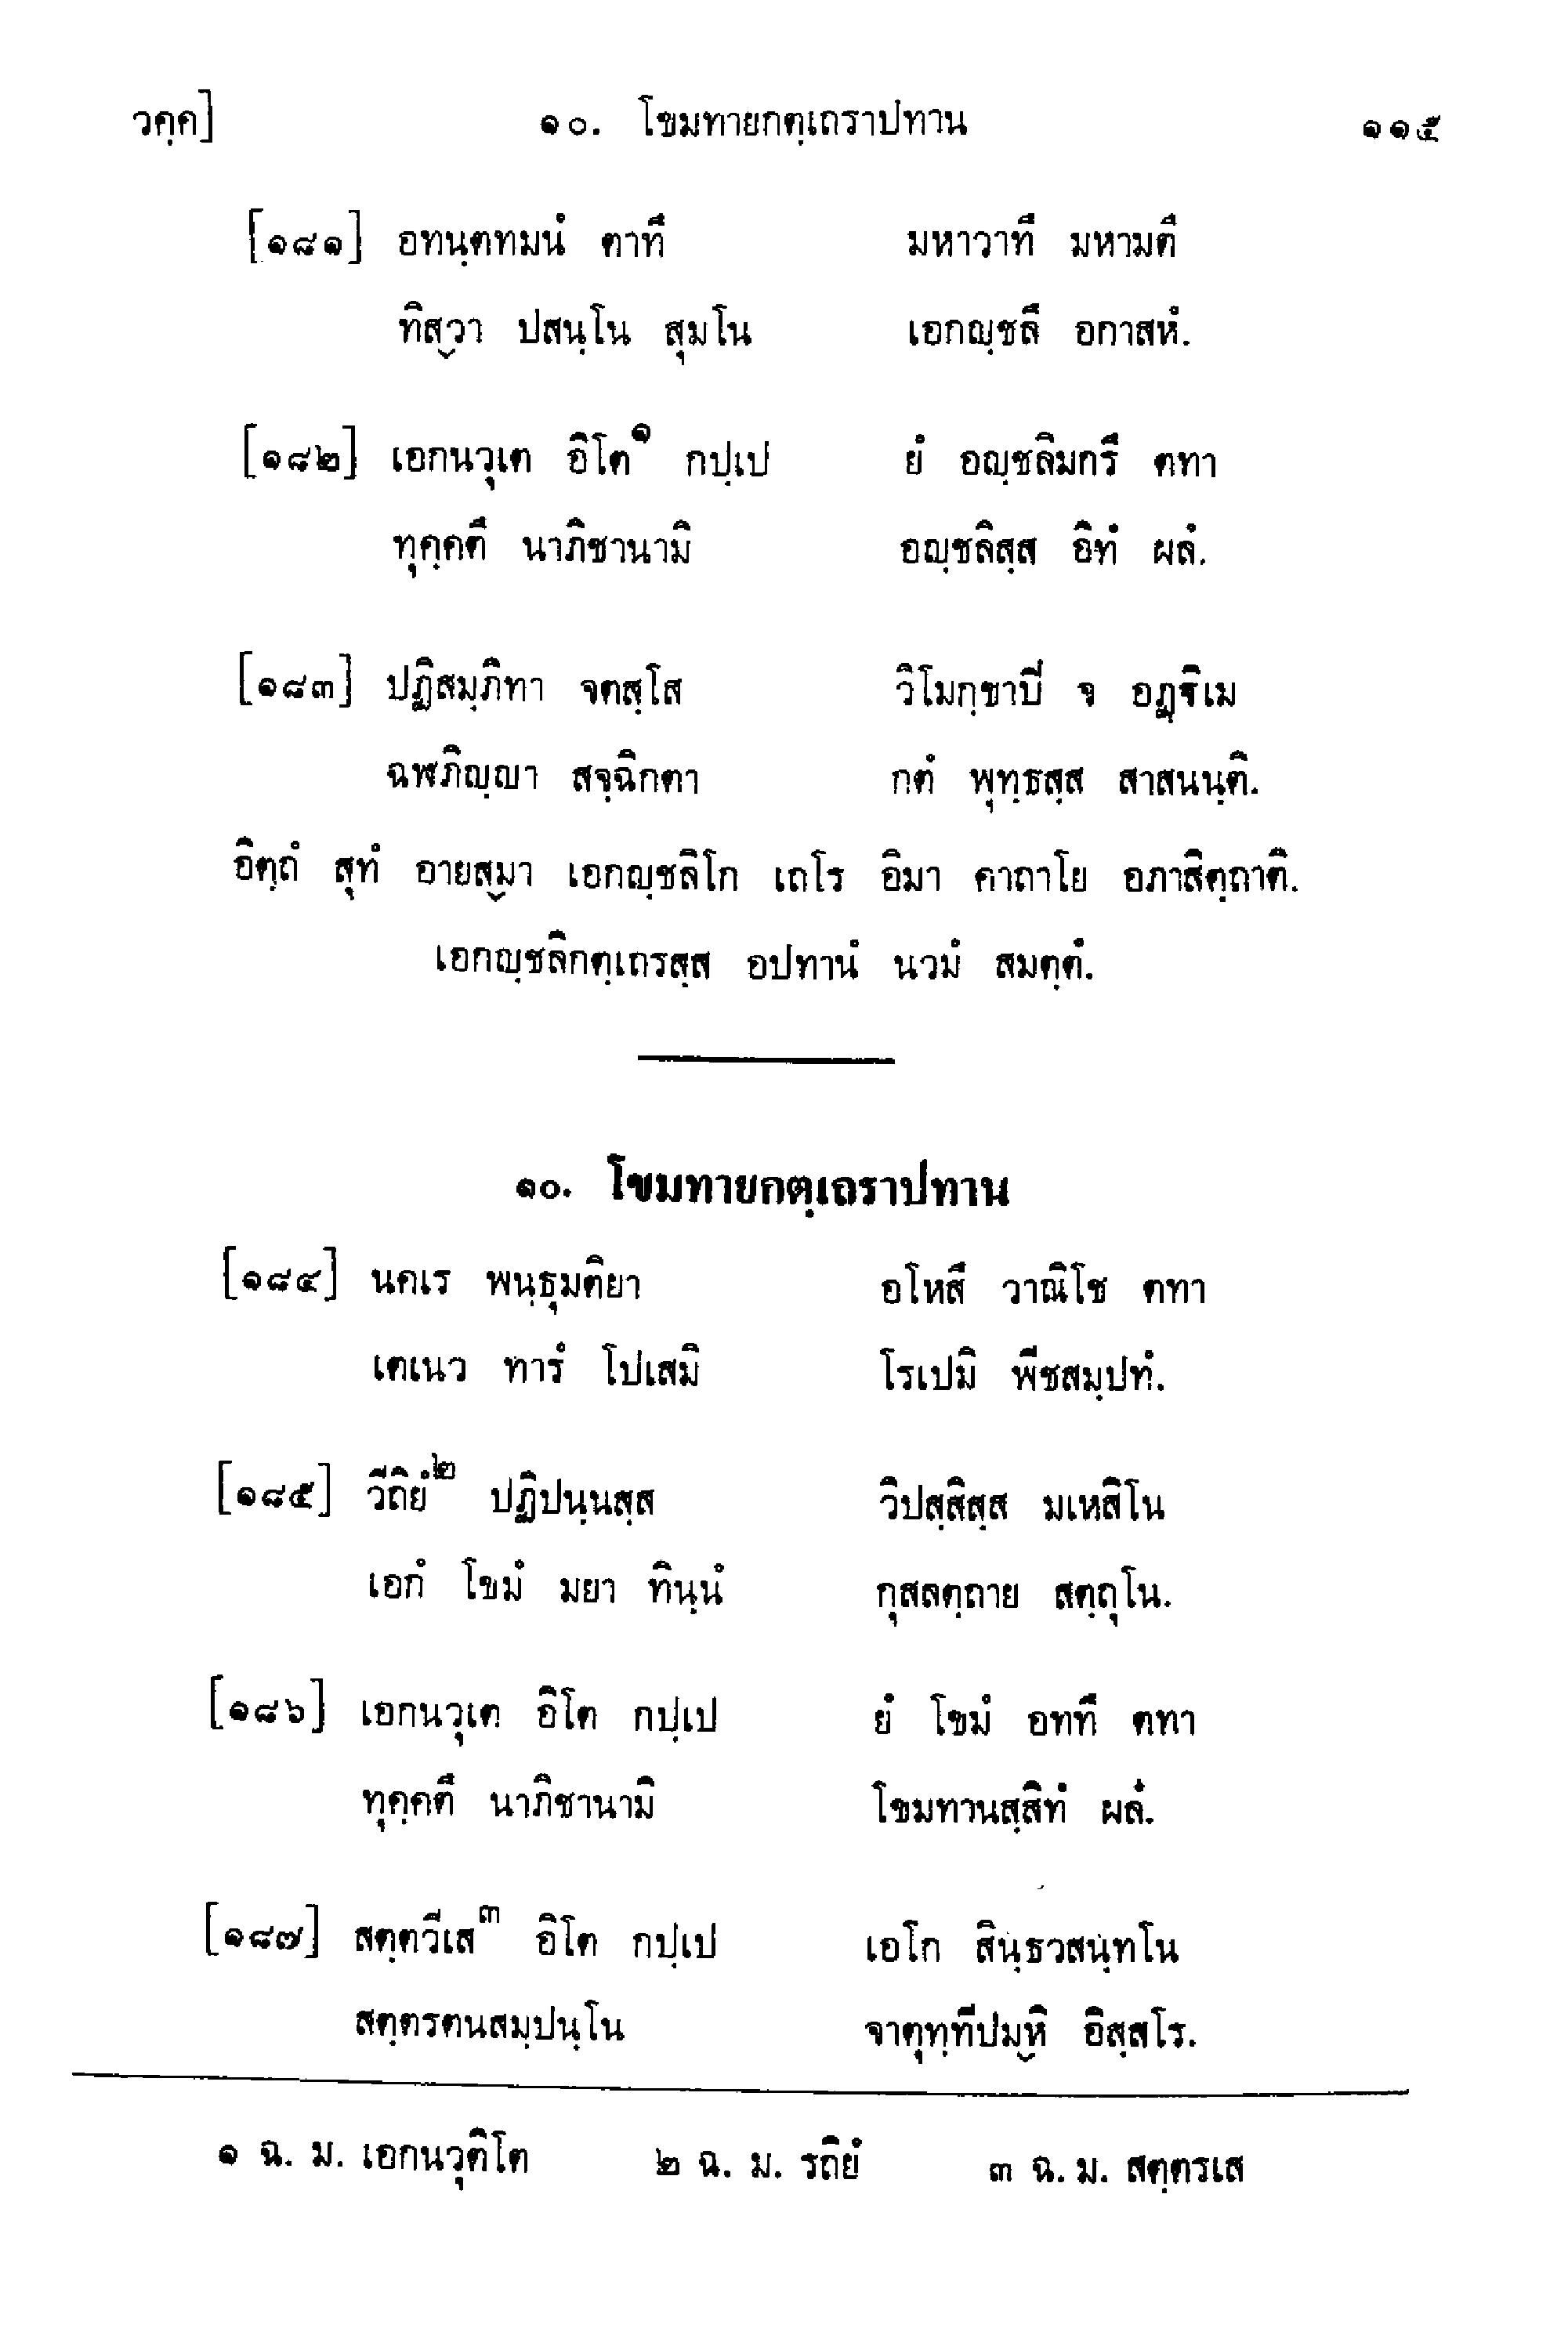 วคฺค] ๑๐. โขมทายกตฺเถราปทาน ๑๑๕
[๑๘๑] อทนฺตทมนํ ตาทึ มหาวาทึ มหามตึ
ทิสฺวา ปสนฺโน สุมโน เอกญฺชลึ อกาสหํ.
[๑๘๒] เอกนวุเต อิโต๑ กปฺเป ยํ อญฺชลิมกรึ ตทา
ทุคฺคตึ นาภิชานามิ อญฺชลิสฺส อิทํ ผลํ.
[๑๘๓] ปฏิสมฺภิทา จตสฺโส วิโมกฺขาปิ จ อฏฺฐิเม
ฉฬภิญฺญา สจฺฉิกตา กตํ พุทฺธสฺส สาสนนฺติ.
อิตฺถํ สุทํ อายสฺมา เอกญฺชลิโก เถโร อิมา คาถาโย อภาสิตฺถาติ.
เอกญฺชลิกตฺเถรสฺส อปทานํ นวมํ สมตฺตํ.
๑๐. โขมทายกตฺเถราปทาน
[๑๘๔] นคเร พนฺธุมติยา อโหสึ วาณิโช ตทา
เตเนว ทารํ โปเสมิ โรเปมิ พีชสมฺปทํ.
[๑๘๕] วีถิยํ๒ ปฏิปนฺนสฺส วิปสฺสิสฺส มเหสิโน
เอกํ โขมํ มยา ทินฺนํ กุสลตฺถาย สตฺถุโน.
[๑๘๖] เอกนวุเต อิโต กปฺเป ยํ โขมํ อททึ ตทา
ทุคฺคตึ นาภิชานามิ โขมทานสฺสิทํ ผลํ.
[๑๘๗] สตฺตวีเส๓ อิโต กปฺเป เอโก สินฺธวสนฺทโน
สตฺตรตนสมฺปนฺโน จาตุทฺทีปมฺหิ อิสฺสโร.
๑ ฉ. ม. เอกนวุติโต ๒ ฉ. ม. รถิยํ ๓ ฉ. ม. สตฺตรเส